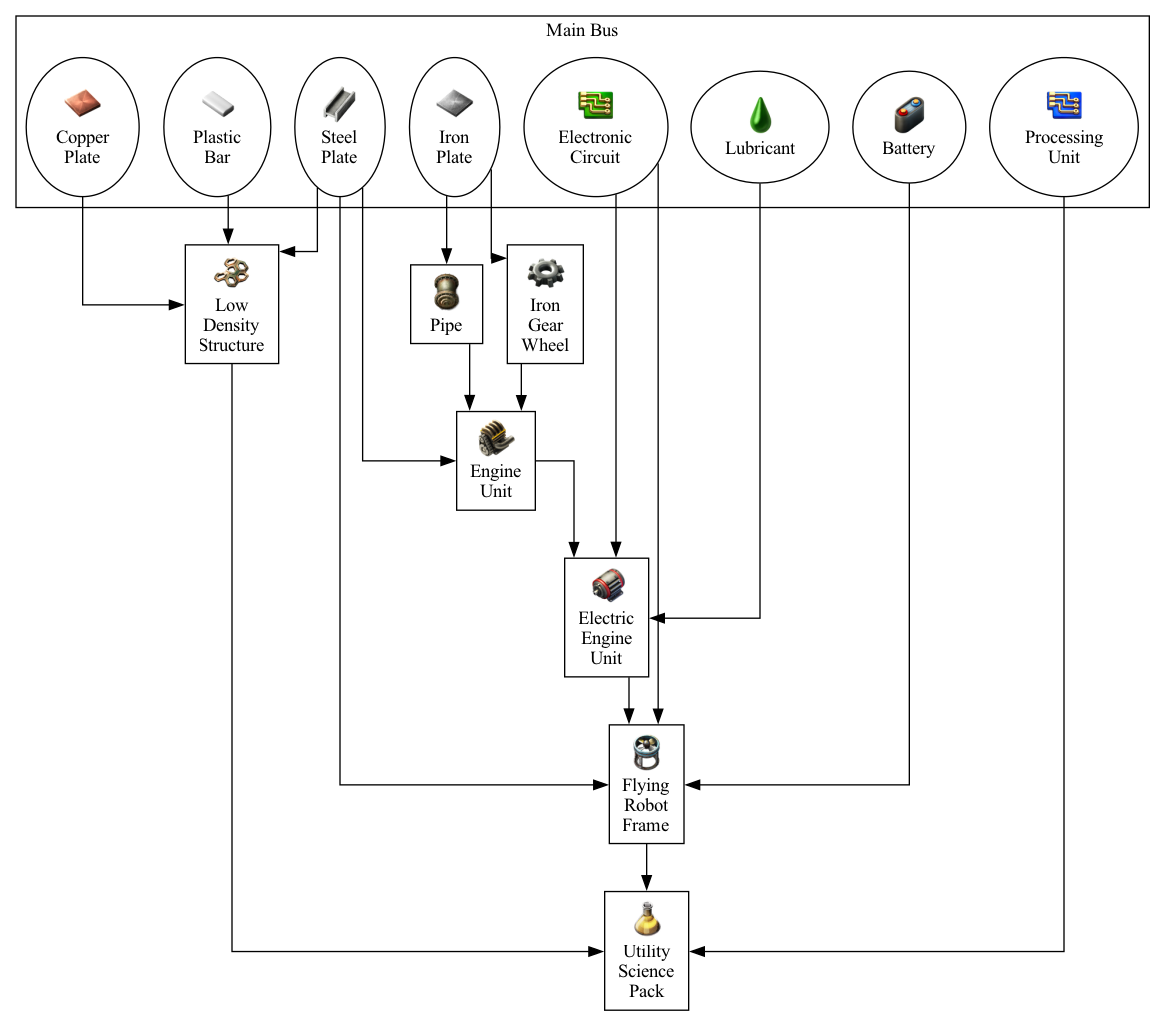 Main Bus
Copper
Plate
Plastic
Bar
Steel
Plate
Iron
Plate
Electronic
Circuit
Lubricant
Battery
Processing
Unit
Low
Density
Structure
Pipe
Iron
Gear
Wheel
Engine
Unit
Electric
Engine
Unit
Flying
Robot
Frame
Utility
Science
Pack